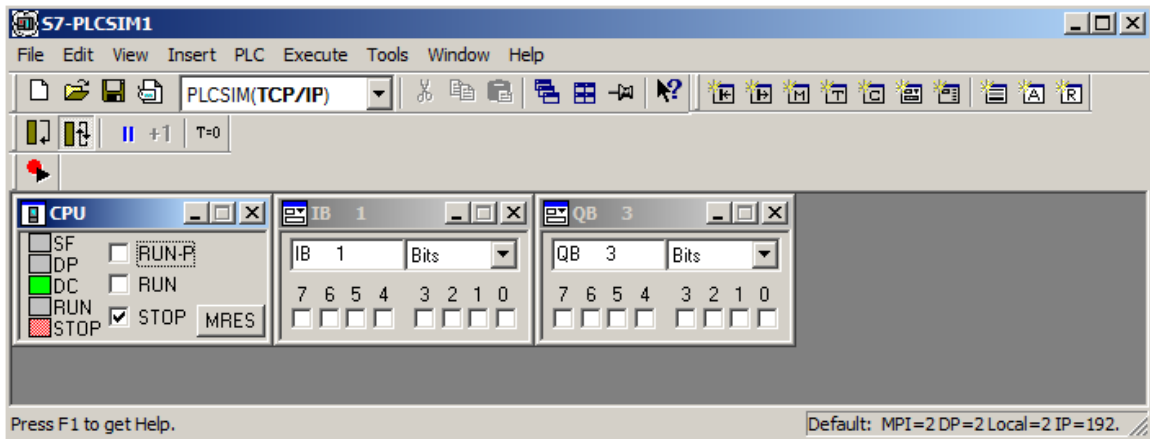 S7-PLCSIM1
File Edit View Insert PLC Execute Tools Window Help
PLCSIM(TCP/IP)
+1 T=0
CPU
SF
DP
DC
RUN
STOP
RUN-P
RUN
STOP
MRES
IB 1
IB 1 Bits
7 6 5 4 3 2 1 0
QB 3
QB 3 Bits
7 6 5 4 3 2 1 0
Press F1 to get Help.
Default: MPI=2 DP=2 Local=2 IP=192.